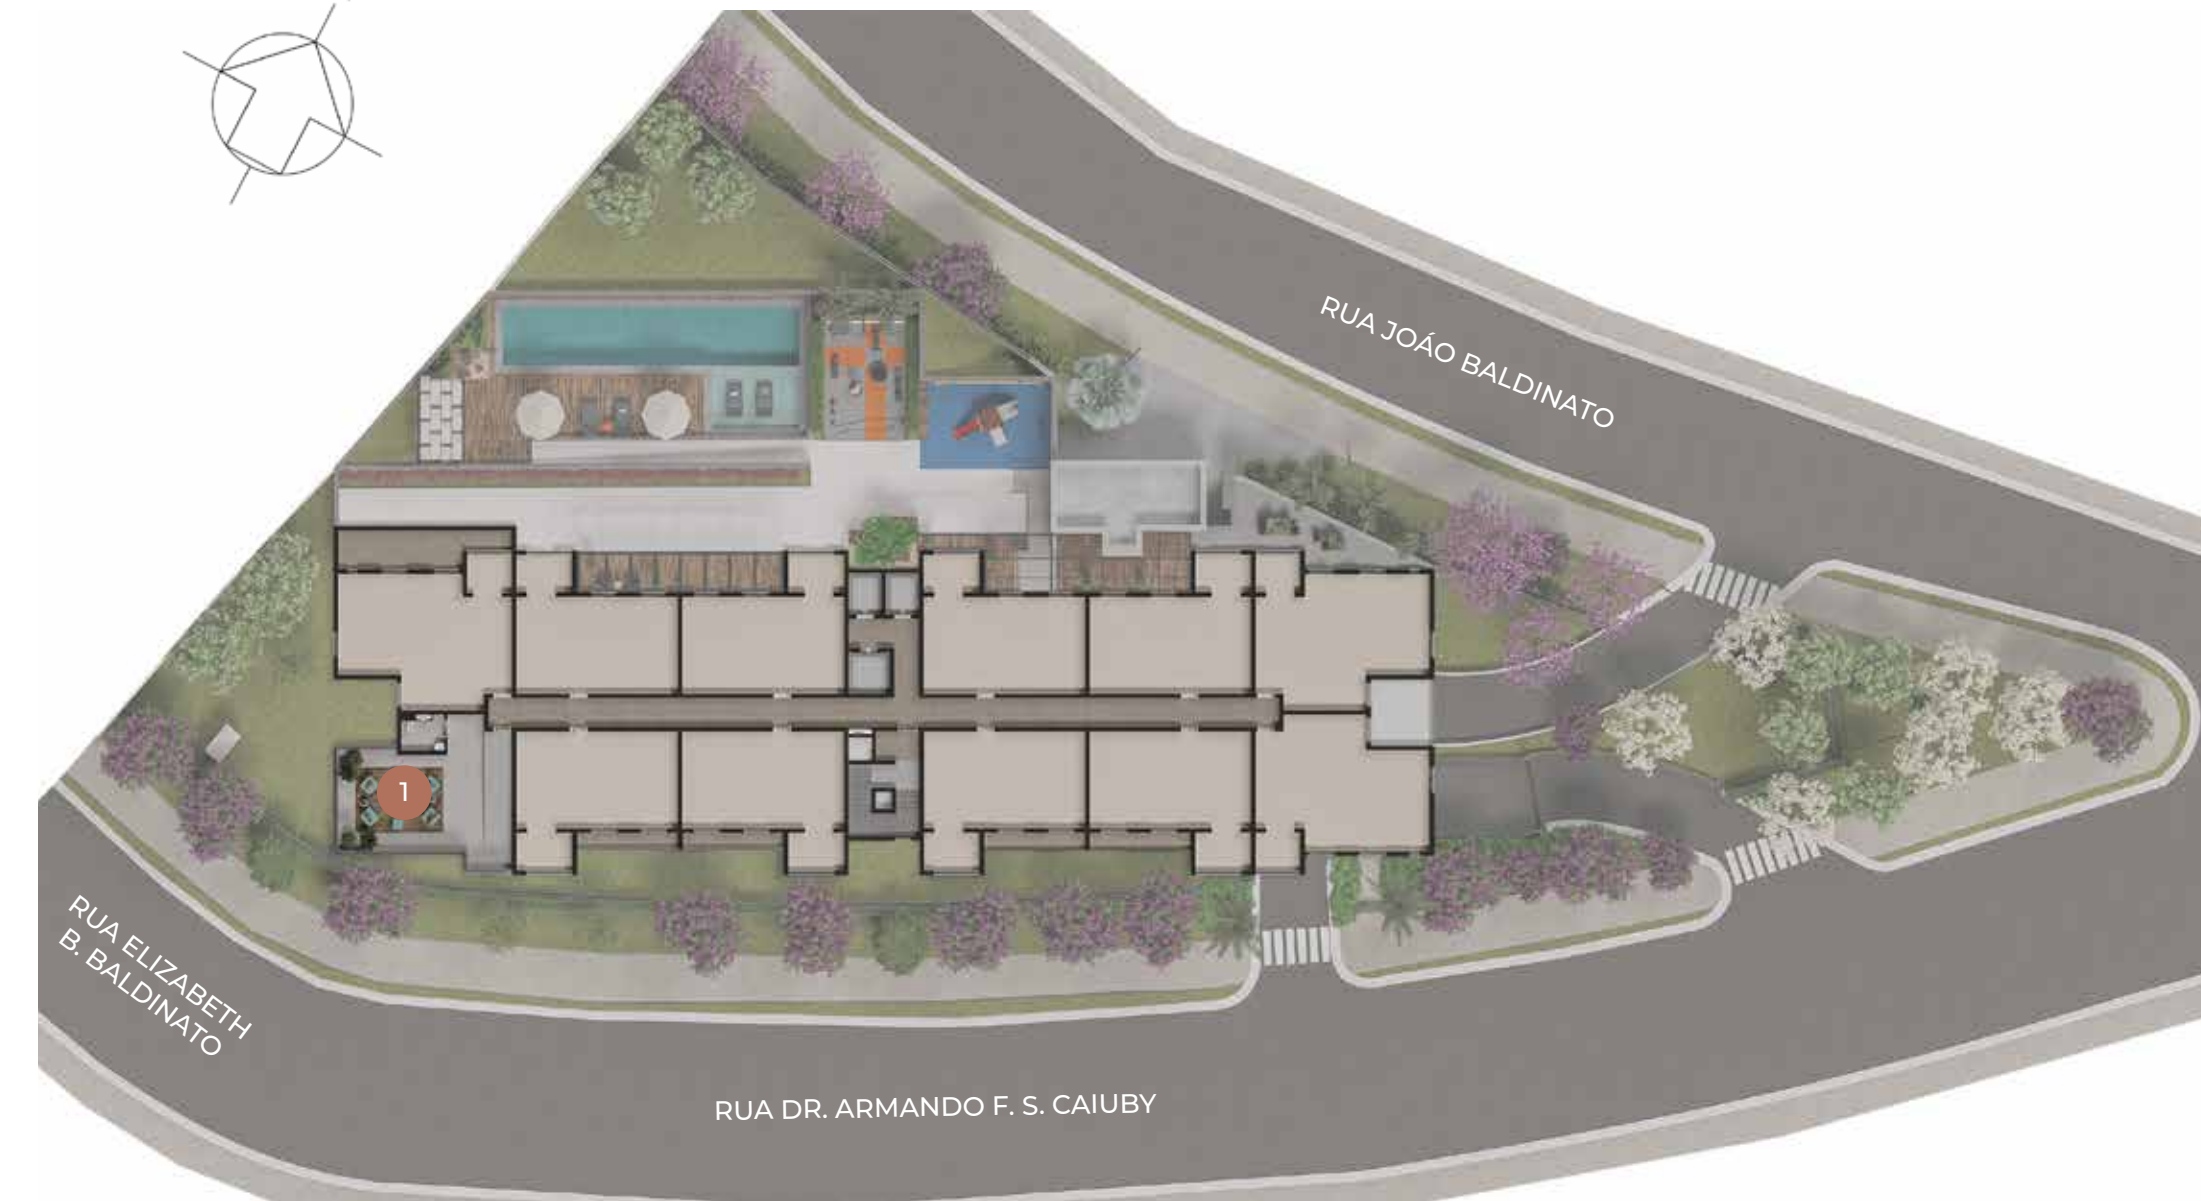 RUA JOÁO BALDINATO
1
RUA ELIZABETH
B. BALDINATO
RUA DR. ARMANDO F. S. CAIUBY